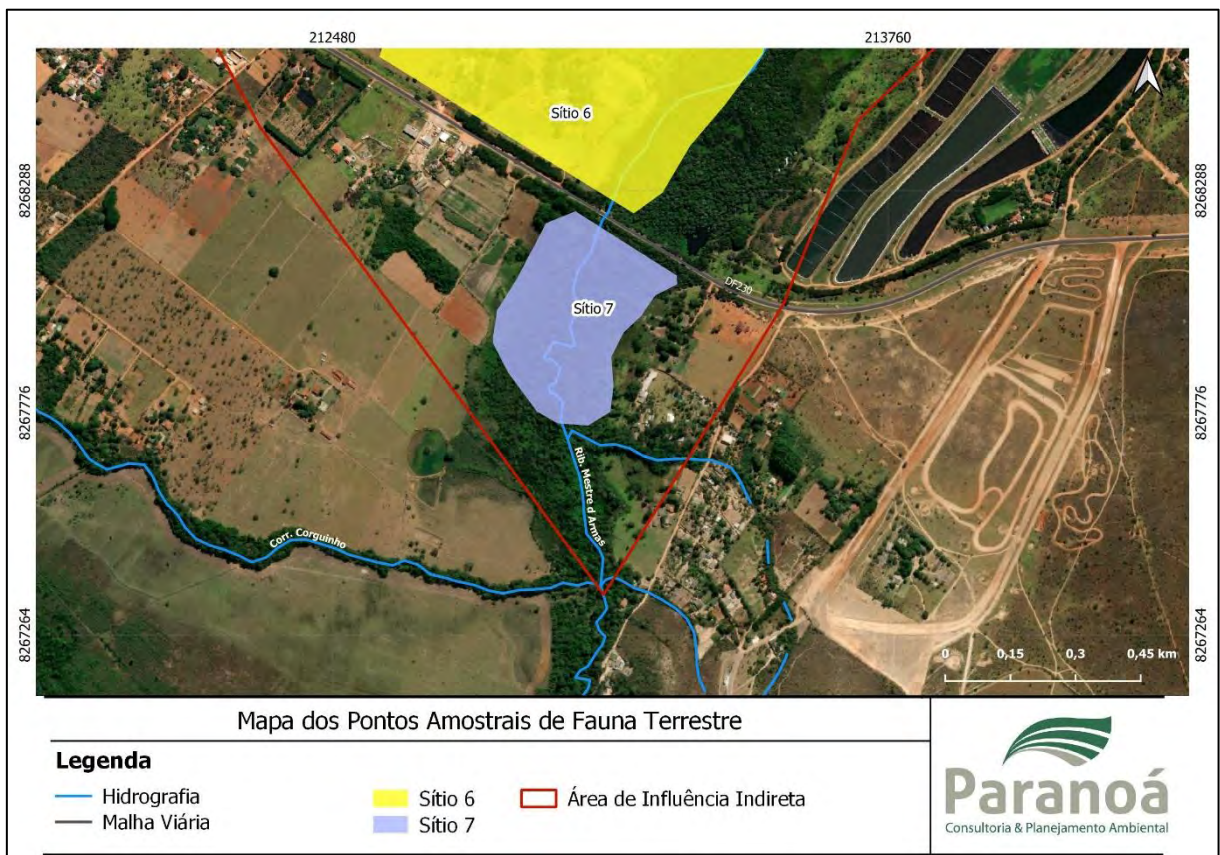 212480 213760
Sítio 6
8268288 8268288
Sítio 7
DF230
8267776 8267776
Rib. Mestre d Armas
Corr. Corguinho
8267264 8267264
0 0,15 0,3 0,45 km
Mapa dos Pontos Amostrais de Fauna Terrestre
Legenda
Hidrografia
Malha Viária
Sítio 6
Sítio 7
Área de Influência Indireta
Paranoá
Consultoria & Planejamento Ambiental